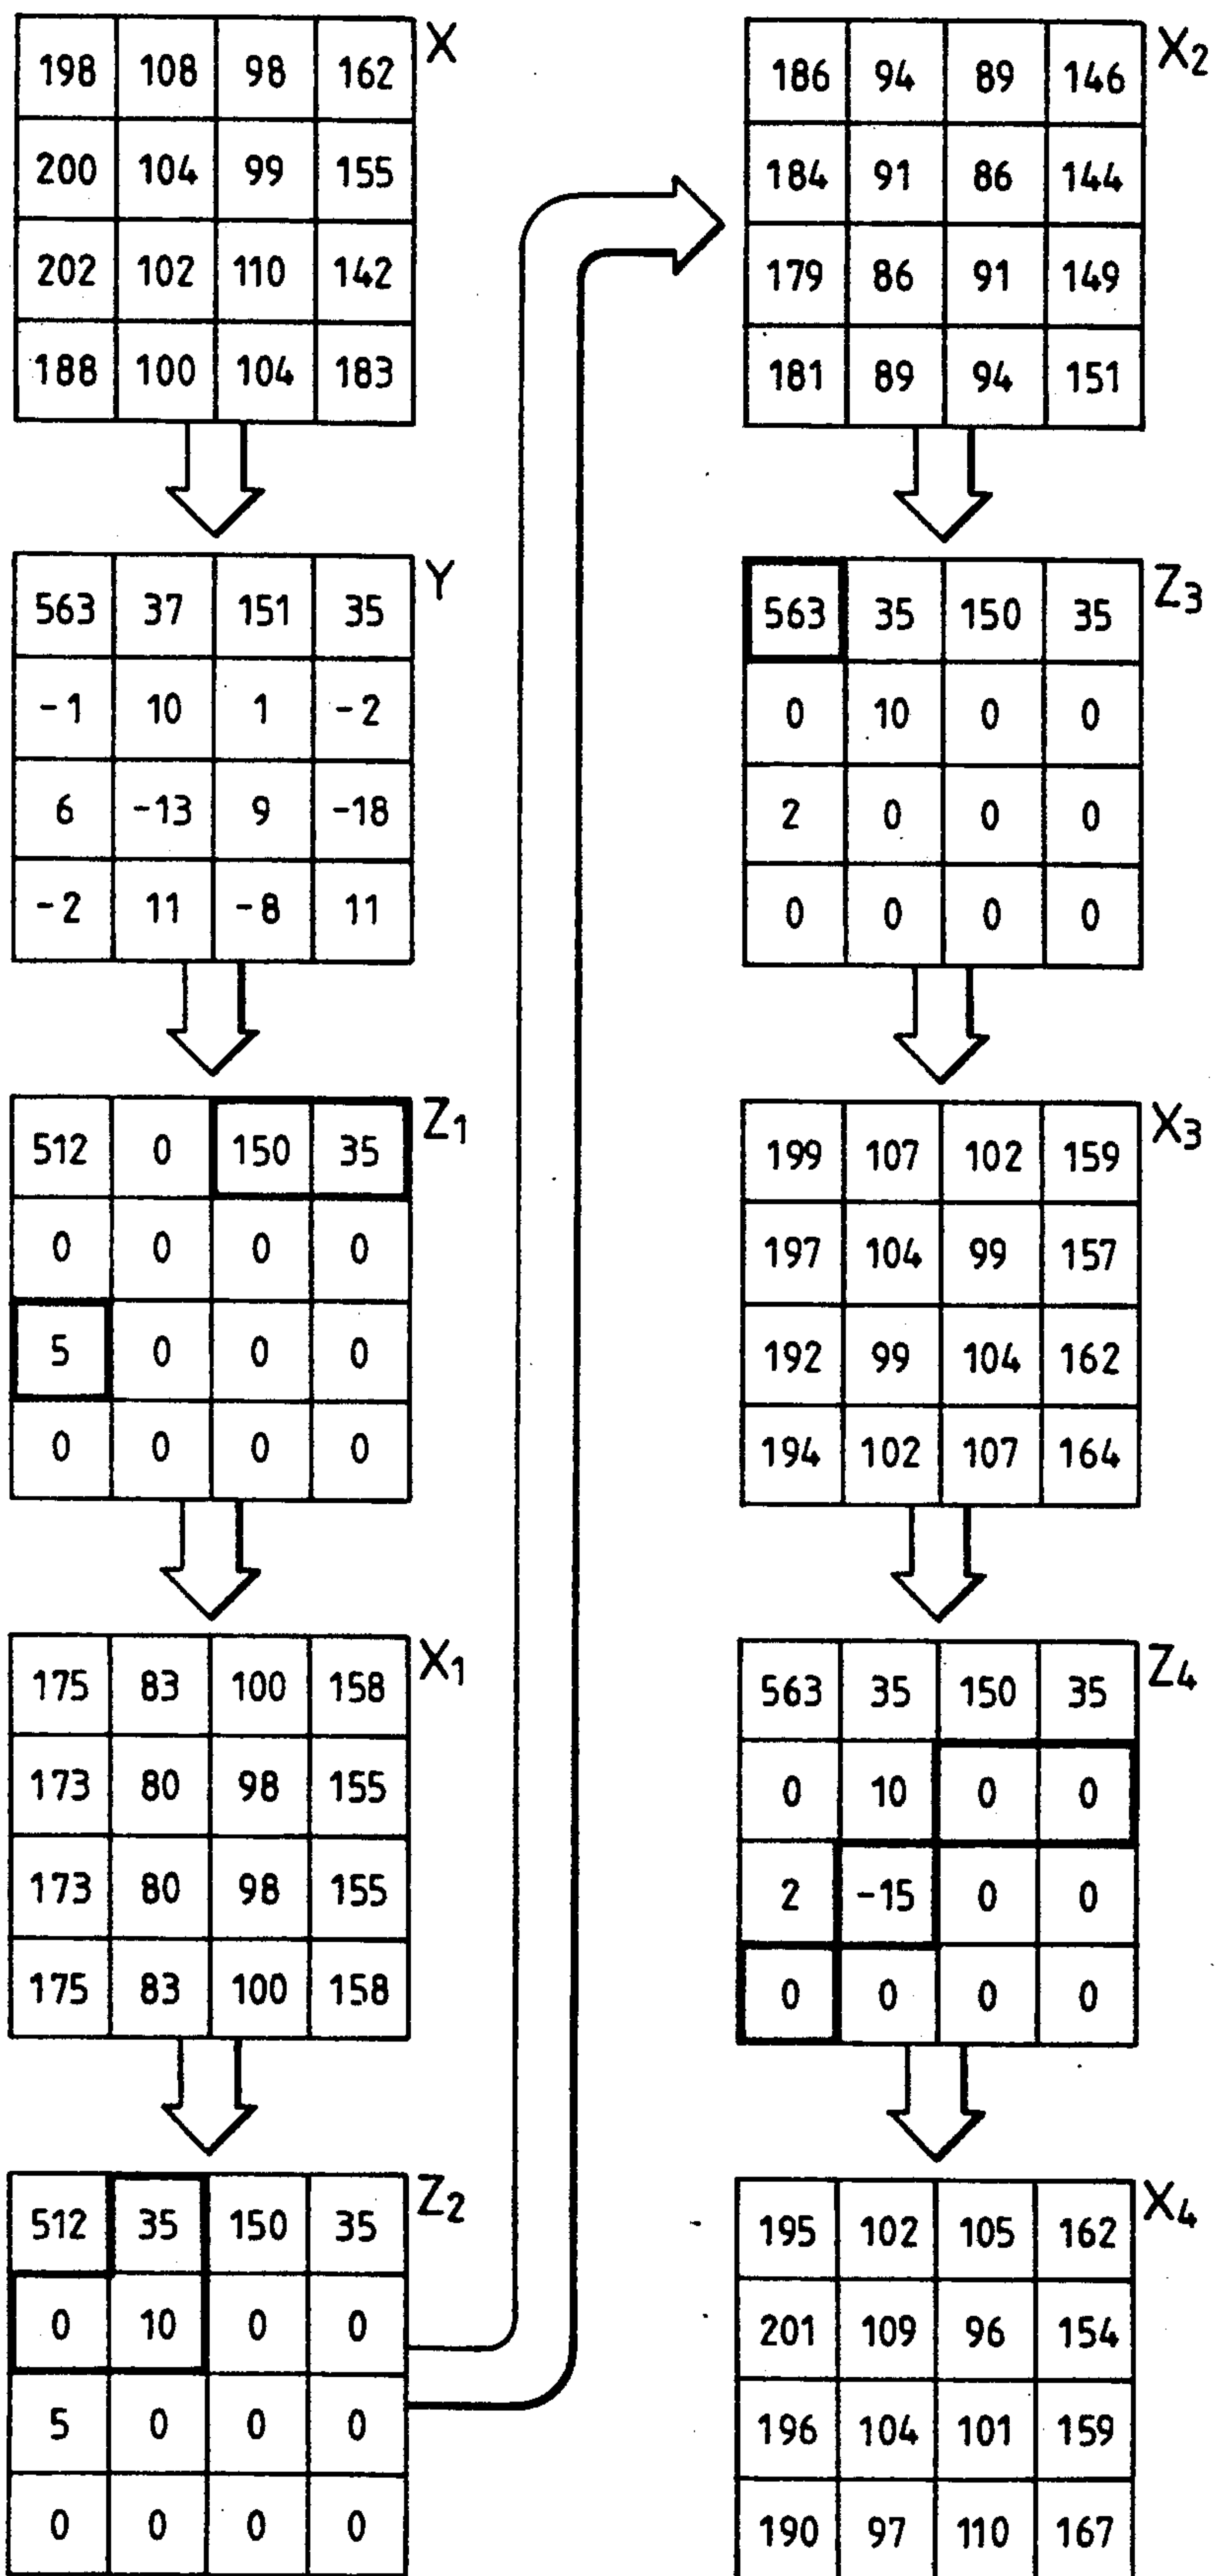 X
198 108 98 162
200 104 99 155
202 102 110 142
188 100 104 183
Y
563 37 151 35
-1 10 1 -2
6 -13 9 -18
-2 11 -8 11
Z1
512 0 150 35
0 0 0 0
5 0 0 0
0 0 0 0
X1
175 83 100 158
173 80 98 155
173 80 98 155
175 83 100 158
Z2
512 35 150 35
0 10 0 0
5 0 0 0
0 0 0 0
X2
186 94 89 146
184 91 86 144
179 86 91 149
181 89 94 151
Z3
563 35 150 35
0 10 0 0
2 0 0 0
0 0 0 0
X3
199 107 102 159
197 104 99 157
192 99 104 162
194 102 107 164
Z4
563 35 150 35
0 10 0 0
2 -15 0 0
0 0 0 0
X4
195 102 105 162
201 109 96 154
196 104 101 159
190 97 110 167